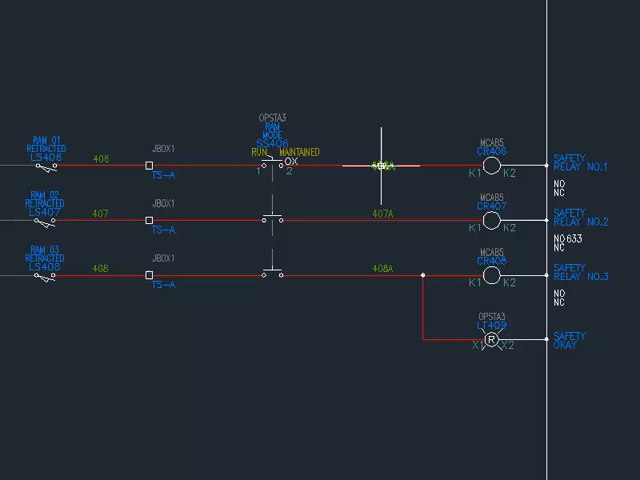 OPSTA3
RAM
MODE
SS406
RUN MAINTAINED
OX
1 2
RAM 01
RETRACTED
LS406
406
JBOX1
TS-A
MCAB5
CR406
K1 K2
SAFETY
RELAY NO.1
NO
NC
RAM 02
RETRACTED
LS407
407
JBOX1
TS-A
407A
MCAB5
CR407
K1 K2
SAFETY
RELAY NO.2
NO 633
NC
RAM 03
RETRACTED
LS408
408
JBOX1
TS-A
408A
MCAB5
CR408
K1 K2
SAFETY
RELAY NO.3
NO
NC
OPSTA3
LT409
X1 R X2
SAFETY
OKAY